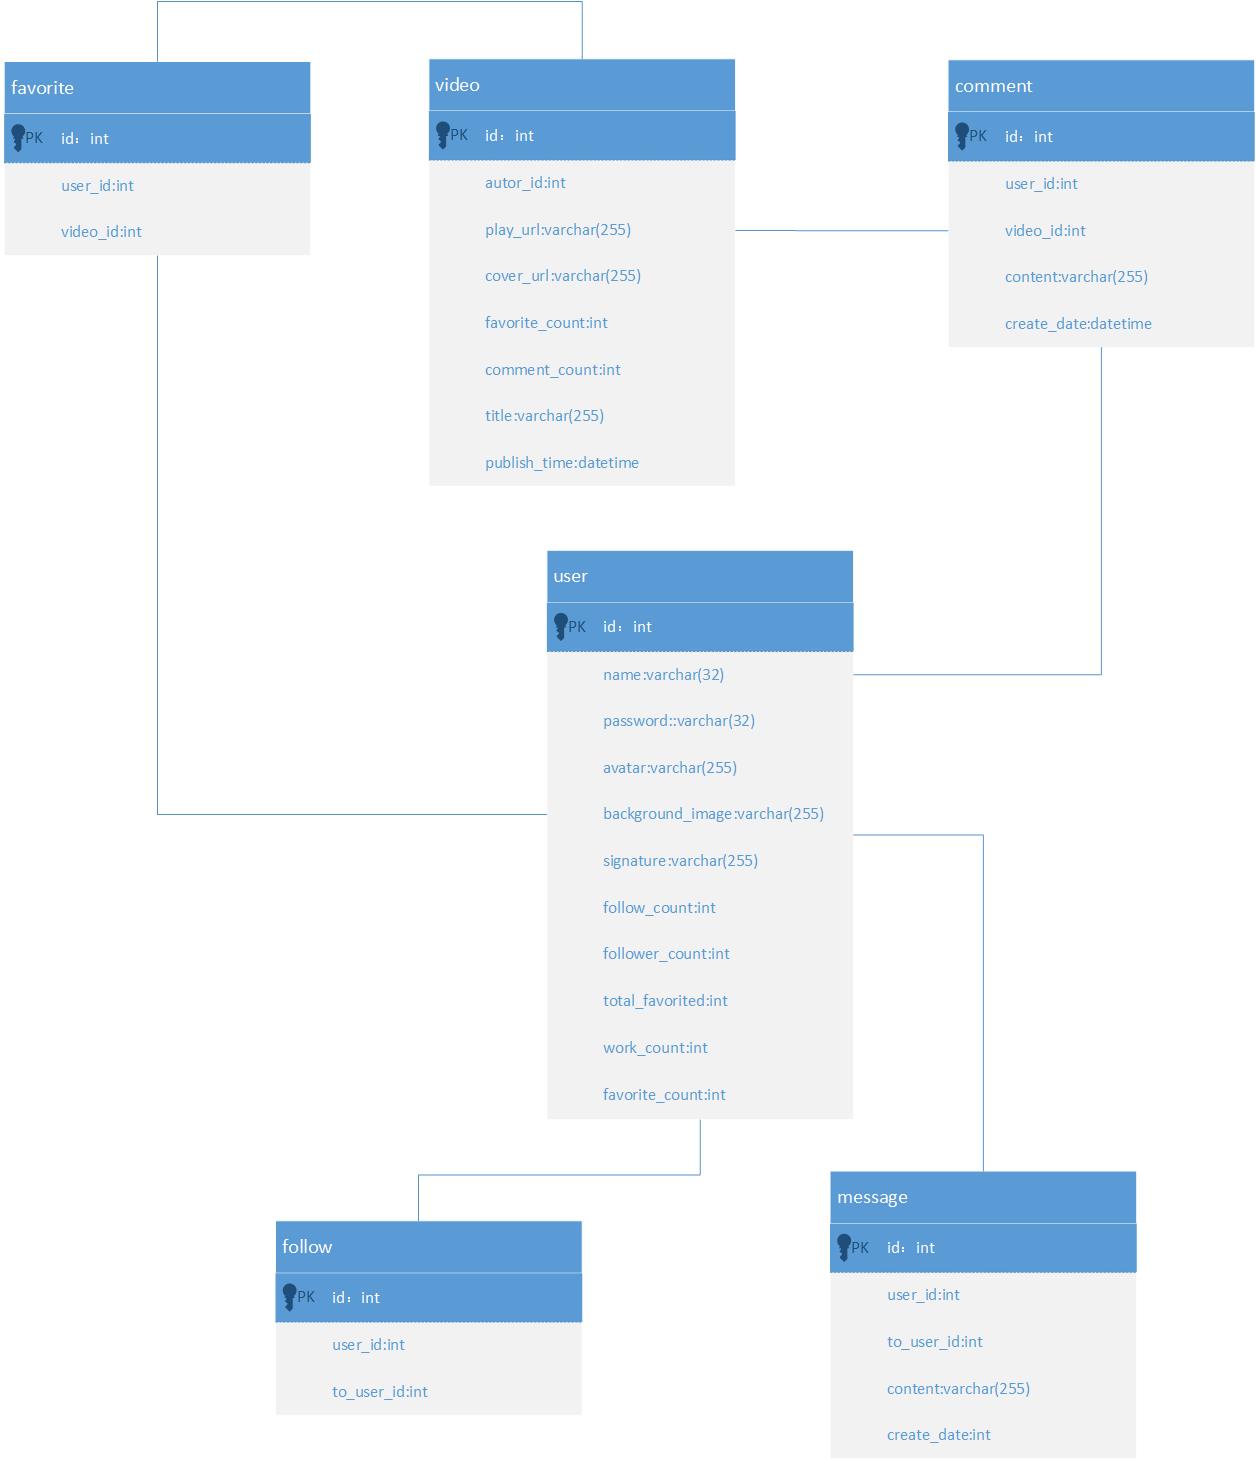 favorite
PK id：int
user_id:int
video_id:int
video
PK id：int
autor_id:int
play_url:varchar(255)
cover_url:varchar(255)
favorite_count:int
comment_count:int
title:varchar(255)
publish_time:datetime
comment
PK id：int
user_id:int
video_id:int
content:varchar(255)
create_date:datetime
user
PK id：int
name:varchar(32)
password::varchar(32)
avatar:varchar(255)
background_image:varchar(255)
signature:varchar(255)
follow_count:int
follower_count:int
total_favorited:int
work_count:int
favorite_count:int
follow
PK id：int
user_id:int
to_user_id:int
message
PK id：int
user_id:int
to_user_id:int
content:varchar(255)
create_date:int